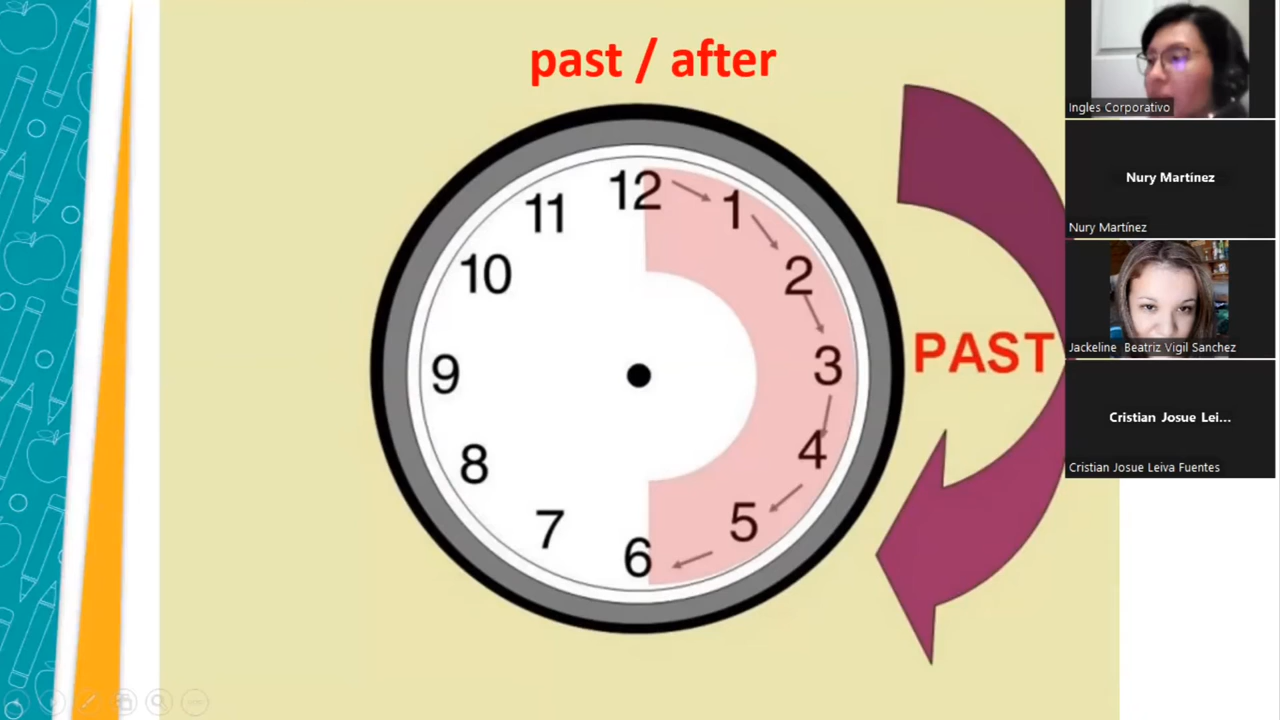 past / after
12
1
2
3
4
5
6
7
8
9
10
11
PAST
Ingles Corporativo
Nury Martínez
Nury Martínez
Jackeline Beatriz Vigil Sanchez
Cristian Josue Lei...
Cristian Josue Leiva Fuentes